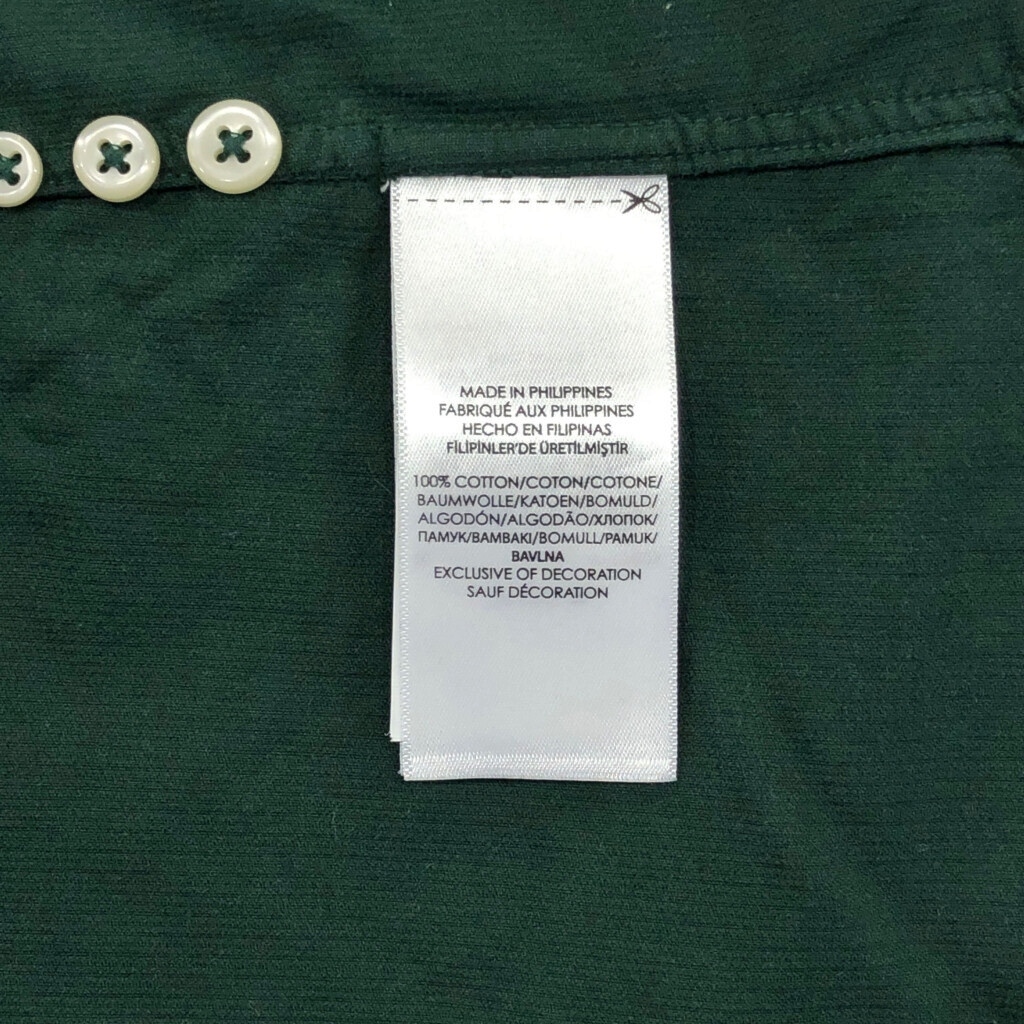 MADE IN PHILIPPINES
FABRIQUÉ AUX PHILIPPINES
HECHO EN FILIPINAS
FİLİPİNLER'DE ÜRETİLMİŞTİR
100% COTTON/COTON/COTONE/
BAUMWOLLE/KATOEN/BOMULD/
ALGODÓN/ALGODÃO/ХЛОПОК/
ПАМУК/ΒΑΜΒΑΚΙ/BOMULL/PAMUK/
BAVLNA
EXCLUSIVE OF DECORATION
SAUF DÉCORATION